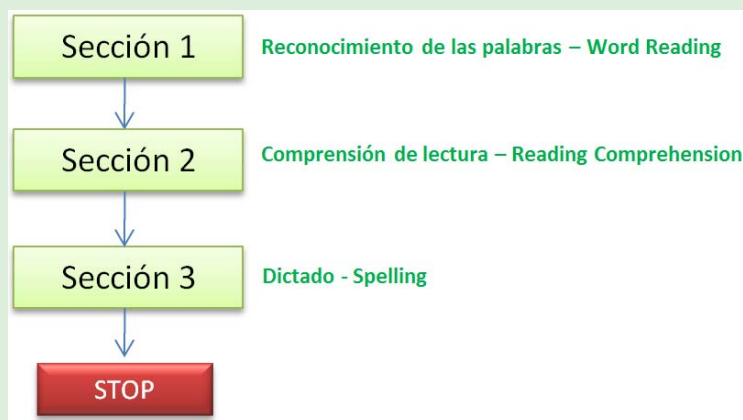 Sección 1
Reconocimiento de las palabras – Word Reading
Sección 2
Comprensión de lectura – Reading Comprehension
Sección 3
Dictado - Spelling
STOP